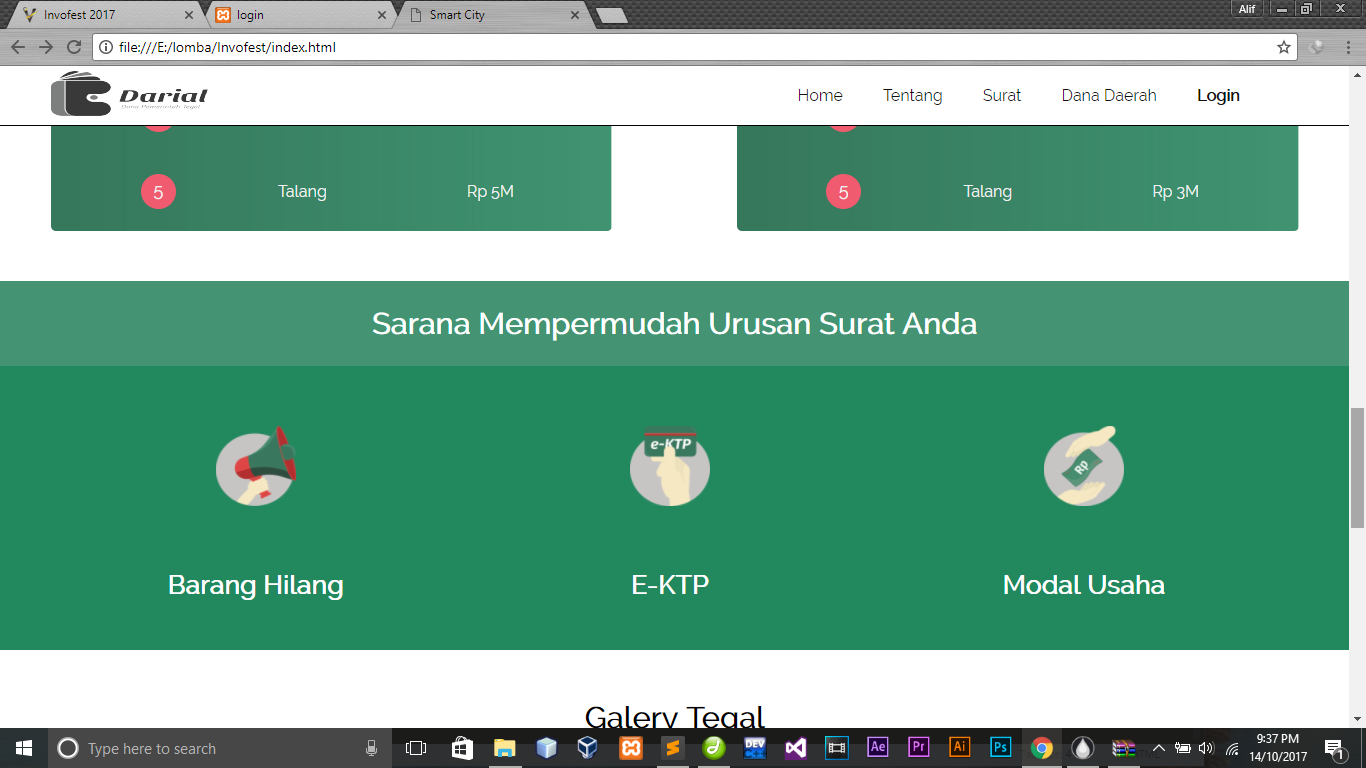 Invofest 2017
login
Smart City
Alif
file:///E:/lomba/Invofest/index.html
Darial
Dana Pemerintah Tegal
Home Tentang Surat Dana Daerah Login
5 Talang Rp 5M
5 Talang Rp 3M
Sarana Mempermudah Urusan Surat Anda
e-KTP
Rp
Barang Hilang
E-KTP
Modal Usaha
Galery Tegal
Type here to search
DEV
Ae
Pr
Ai
Ps
9:37 PM
14/10/2017
1